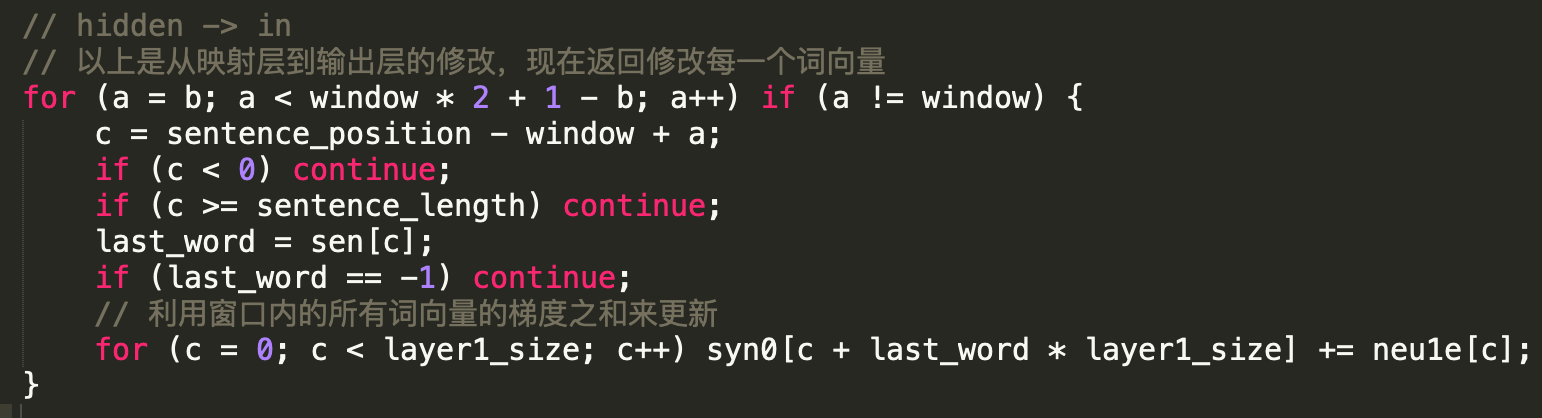 // hidden -> in
// 以上是从映射层到输出层的修改，现在返回修改每一个词向量
for (a = b; a < window * 2 + 1 - b; a++) if (a != window) {
    c = sentence_position - window + a;
    if (c < 0) continue;
    if (c >= sentence_length) continue;
    last_word = sen[c];
    if (last_word == -1) continue;
    // 利用窗口内的所有词向量的梯度之和来更新
    for (c = 0; c < layer1_size; c++) syn0[c + last_word * layer1_size] += neu1e[c];
}